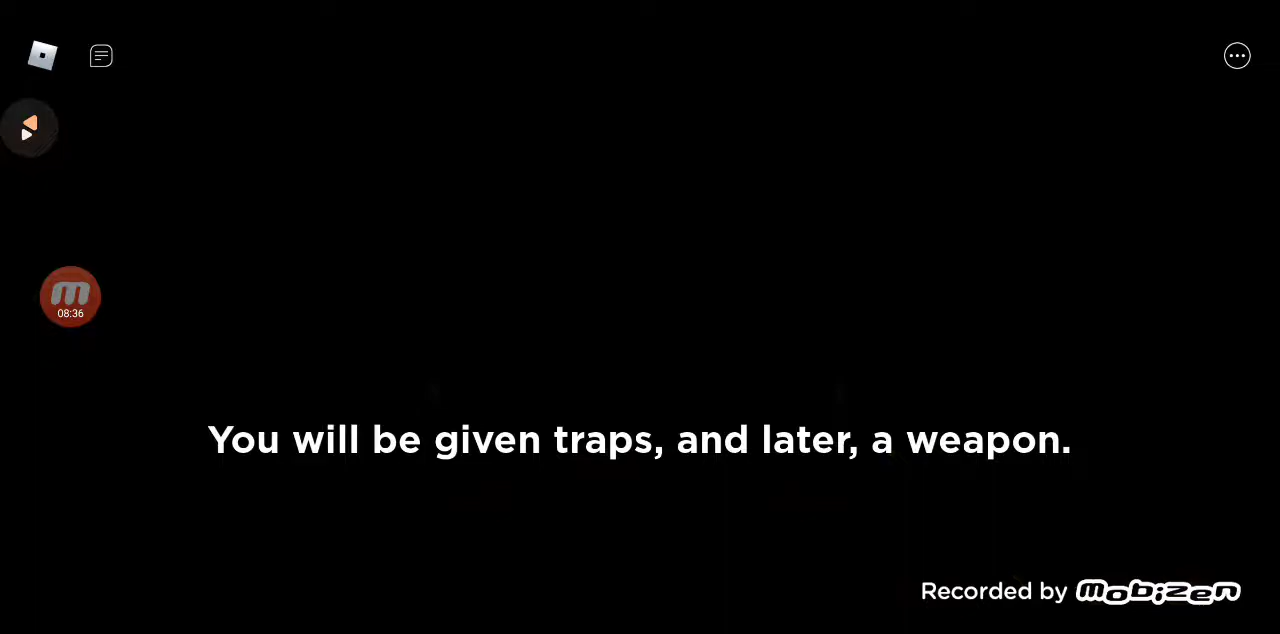 m
08:36
You will be given traps, and later, a weapon.
Recorded by mobizen